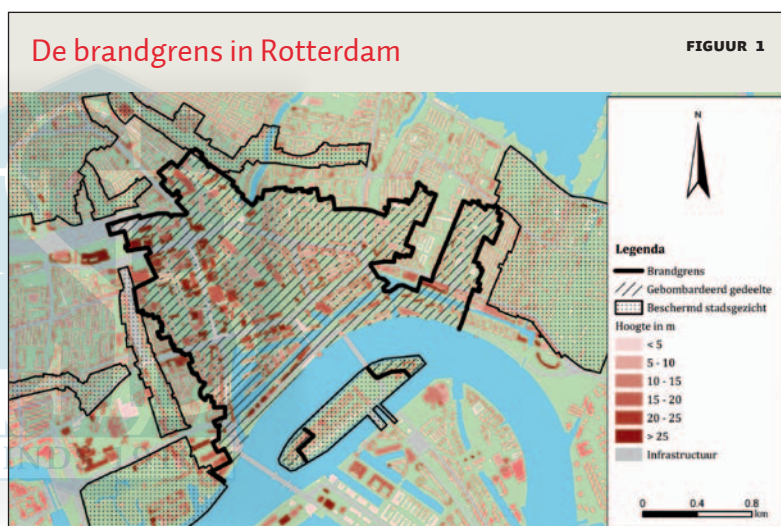 De brandgrens in Rotterdam
FIGUUR 1
N
Legenda
Brandgrens
Gebombardeerd gedeelte
Beschermd stadsgezicht
Hoogte in m
< 5
5 - 10
10 - 15
15 - 20
20 - 25
> 25
Infrastructuur
0 0.4 0.8
km